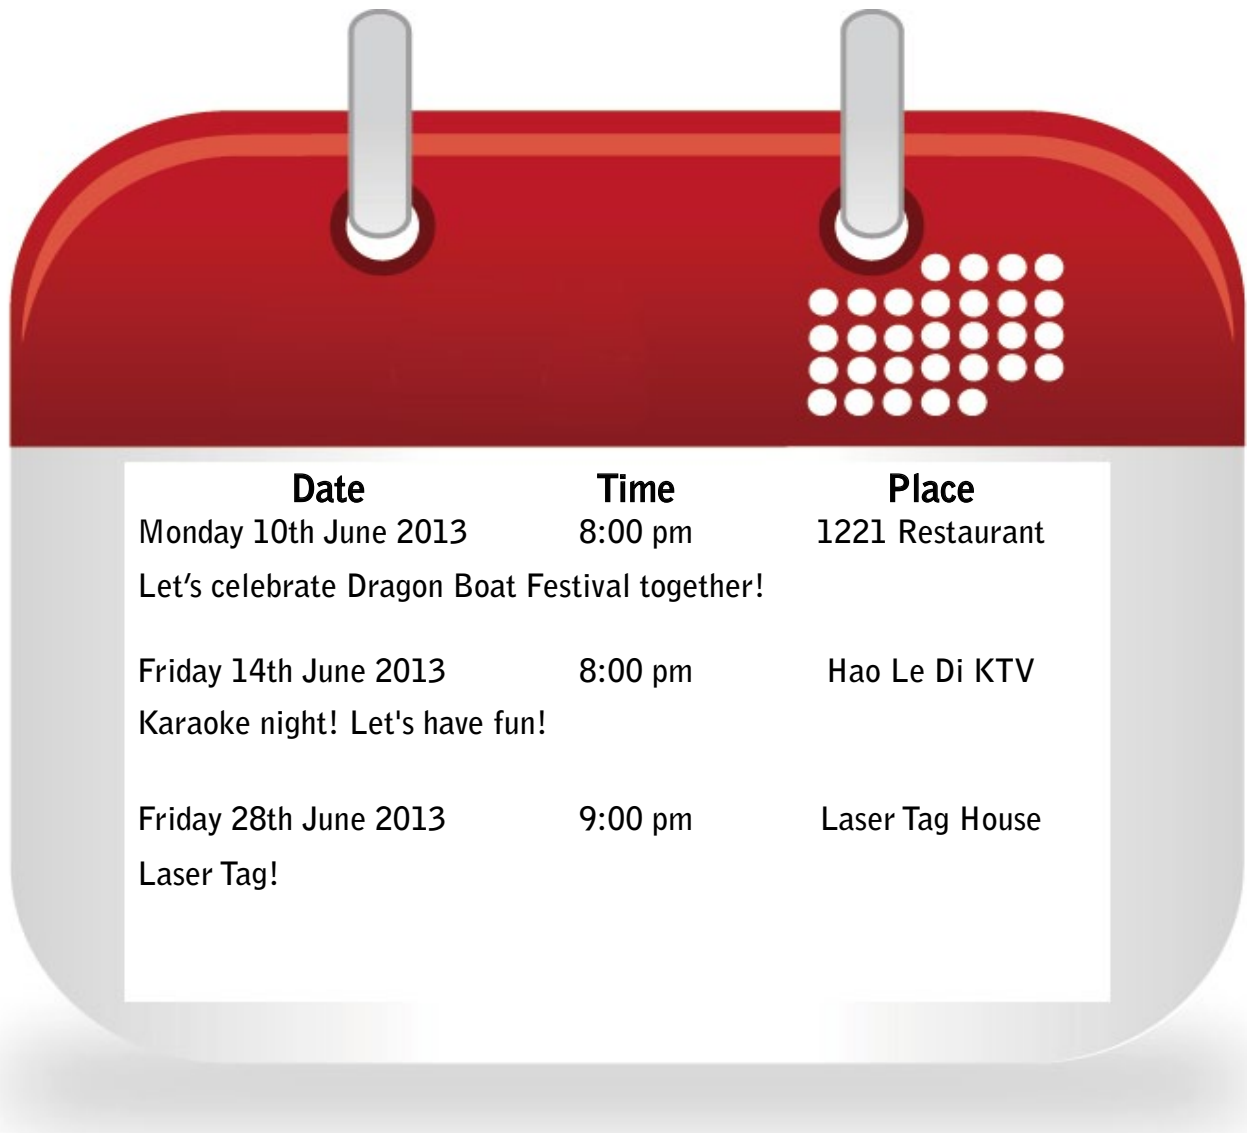 Date Time Place
Monday 10th June 2013 8:00 pm 1221 Restaurant
Let’s celebrate Dragon Boat Festival together!
Friday 14th June 2013 8:00 pm Hao Le Di KTV
Karaoke night! Let's have fun!
Friday 28th June 2013 9:00 pm Laser Tag House
Laser Tag!